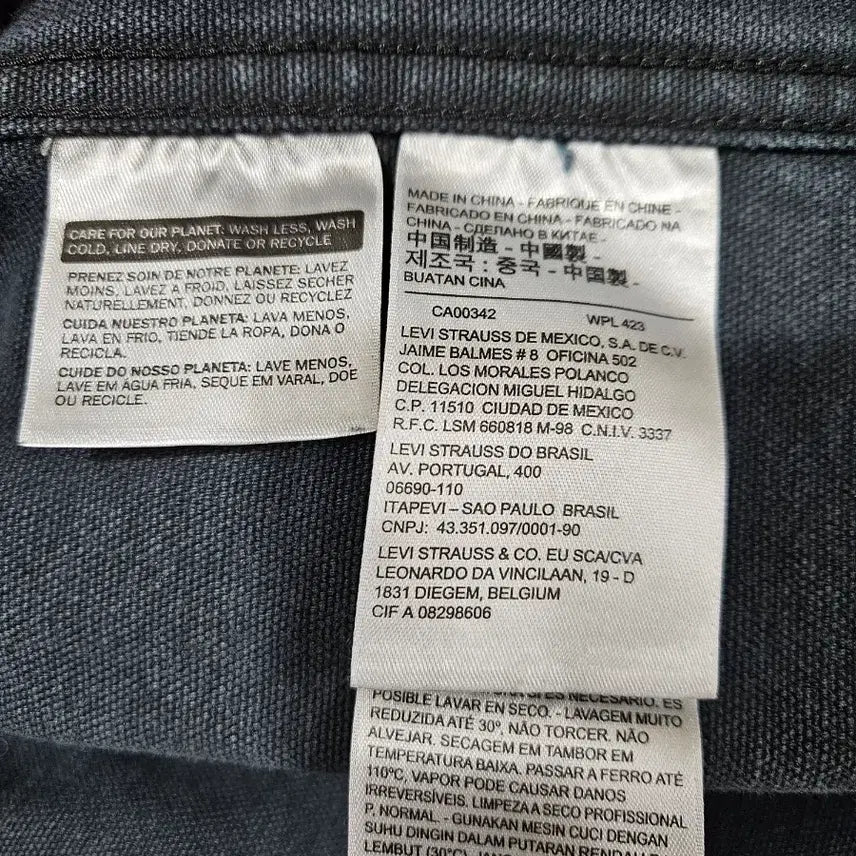 CARE FOR OUR PLANET: WASH LESS, WASH
COLD, LINE DRY, DONATE OR RECYCLE
PRENEZ SOIN DE NOTRE PLANETE: LAVEZ
MOINS, LAVEZ A FROID, LAISSEZ SECHER
NATURELLEMENT, DONNEZ OU RECYCLEZ
CUIDA NUESTRO PLANETA: LAVA MENOS,
LAVA EN FRIO, TIENDE LA ROPA, DONA O
RECICLA.
CUIDE DO NOSSO PLANETA: LAVE MENOS,
LAVE EM ÁGUA FRIA, SEQUE EM VARAL, DOE
OU RECICLE.
MADE IN CHINA - FABRIQUE EN CHINE -
FABRICADO EN CHINA - FABRICADO NA
CHINA - СДЕЛАНО В КИТАЕ -
中国制造 - 中國製 -
제조국 : 중국 - 中国製 -
BUATAN CINA
CA00342 WPL 423
LEVI STRAUSS DE MEXICO, S.A. DE C.V.
JAIME BALMES # 8 OFICINA 502
COL. LOS MORALES POLANCO
DELEGACION MIGUEL HIDALGO
C.P. 11510 CIUDAD DE MEXICO
R.F.C. LSM 660818 M-98 C.N.I.V. 3337
LEVI STRAUSS DO BRASIL
AV. PORTUGAL, 400
06690-110
ITAPEVI – SAO PAULO BRASIL
CNPJ: 43.351.097/0001-90
LEVI STRAUSS & CO. EU SCA/CVA
LEONARDO DA VINCILAAN, 19 - D
1831 DIEGEM, BELGIUM
CIF A 08298606
SI ES NECESARIO. ES
POSIBLE LAVAR EN SECO. - LAVAGEM MUITO
REDUZIDA ATÉ 30º, NÃO TORCER. NÃO
ALVEJAR. SECAGEM EM TAMBOR EM
TEMPERATURA BAIXA. PASSAR A FERRO ATÉ
110ºC, VAPOR PODE CAUSAR DANOS
IRREVERSÍVEIS. LIMPEZA A SECO PROFISSIONAL
P. NORMAL. - GUNAKAN MESIN CUCI DENGAN
SUHU DINGIN DALAM PUTARAN RENDAH
LEMBUT (30°C)